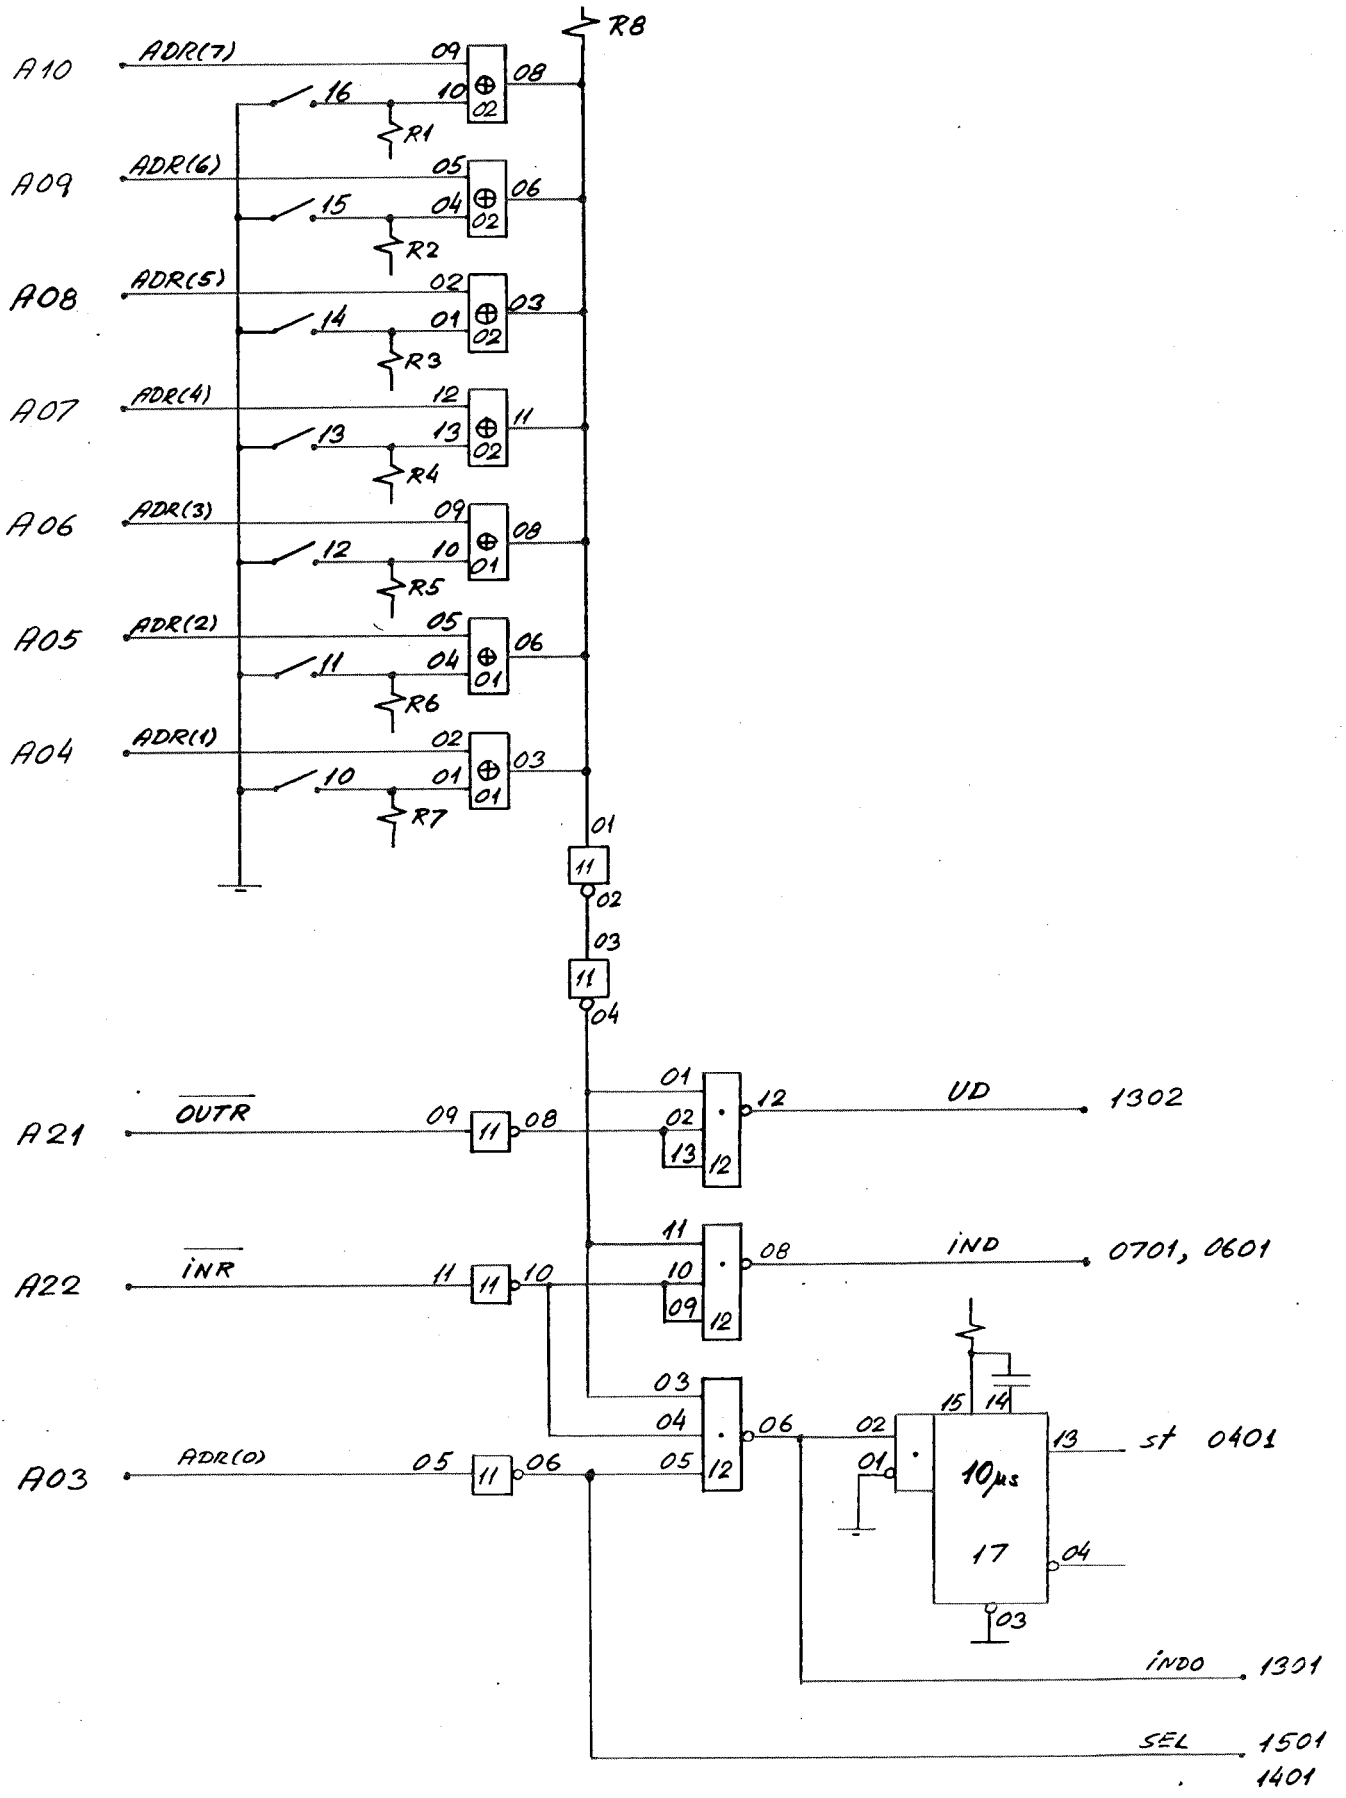 R8
A10 ADR(7) 09
08
16 10
02
R1
A09 ADR(6) 05
06
15 04
02
R2
A08 ADR(5) 02
03
14 01
02
R3
A07 ADR(4) 12
11
13 13
02
R4
A06 ADR(3) 09
08
12 10
01
R5
A05 ADR(2) 05
06
11 04
01
R6
A04 ADR(1) 02
03
10 01
01
R7
01
11
02
03
11
04
01
A21 OUTR 09 11 08 02 12 UD 1302
13 12
11
A22 INR 11 11 10 10 08 IND 0701, 0601
09 12
15 14
03
04 06 02 13 st 0401
A03 ADR(0) 05 11 06 05 12 01 10μs
17 04
03
INDO 1301
SEL 1501
1401